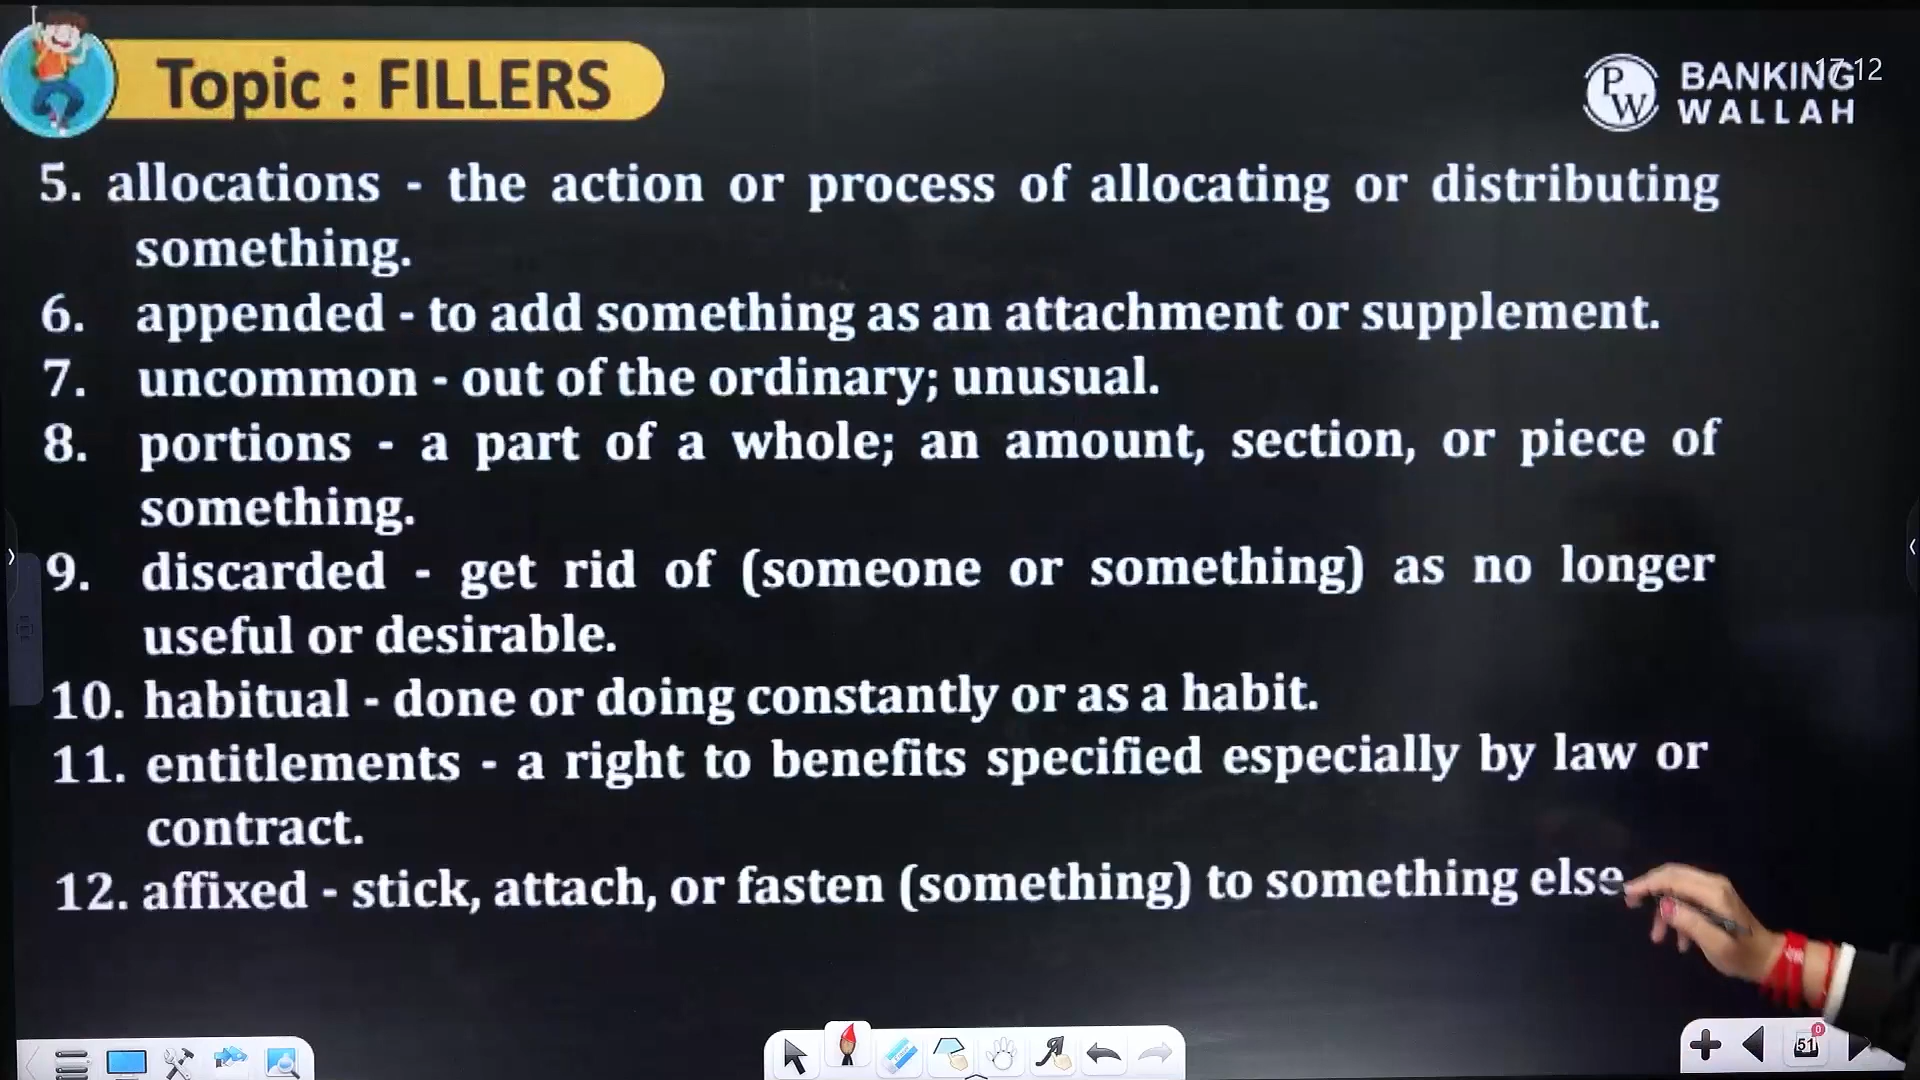 Topic : FILLERS
BANKING
WALLAH
17:12
PW
5. allocations - the action or process of allocating or distributing
something.
6. appended - to add something as an attachment or supplement.
7. uncommon - out of the ordinary; unusual.
8. portions - a part of a whole; an amount, section, or piece of
something.
9. discarded - get rid of (someone or something) as no longer
useful or desirable.
10. habitual - done or doing constantly or as a habit.
11. entitlements - a right to benefits specified especially by law or
contract.
12. affixed - stick, attach, or fasten (something) to something else
51
0